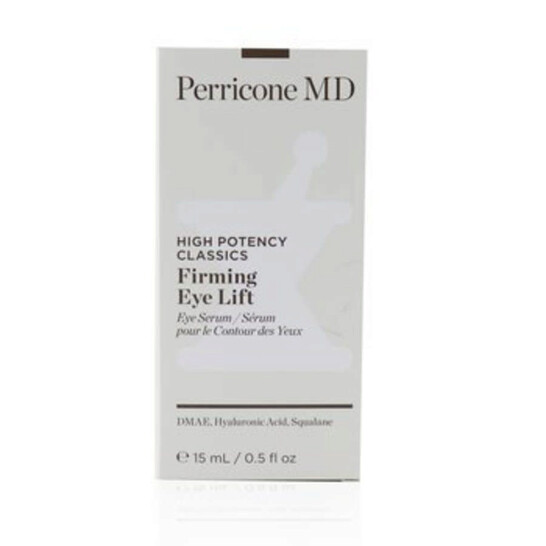 Perricone MD
HIGH POTENCY
CLASSICS
Firming
Eye Lift
Eye Serum / Sérum
pour le Contour des Yeux
DMAE, Hyaluronic Acid, Squalane
℮ 15 mL / 0.5 fl oz